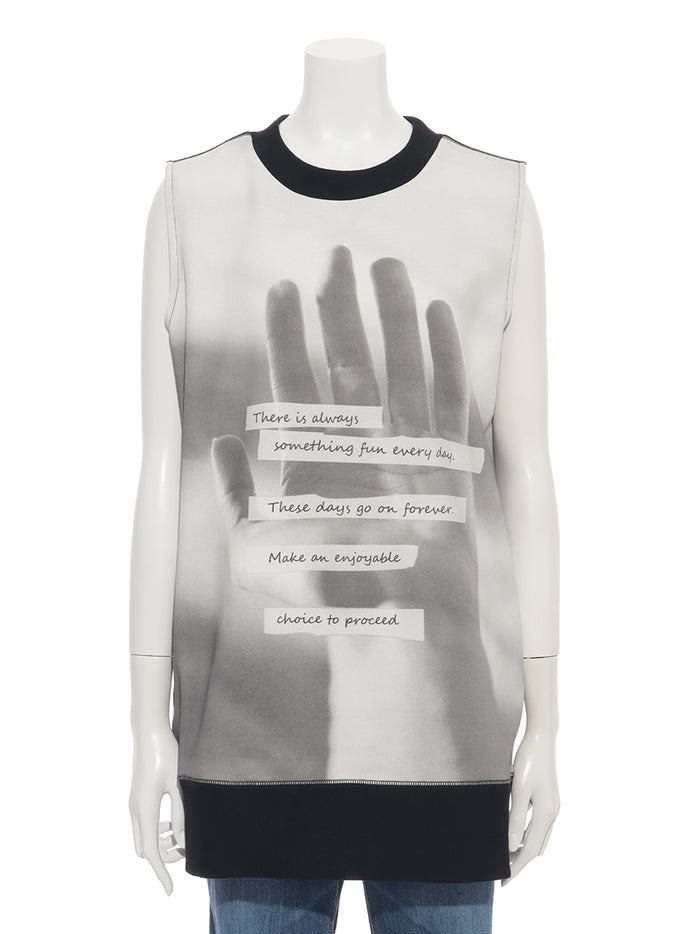 There is always
something fun every day.
These days go on forever.
Make an enjoyable
choice to proceed